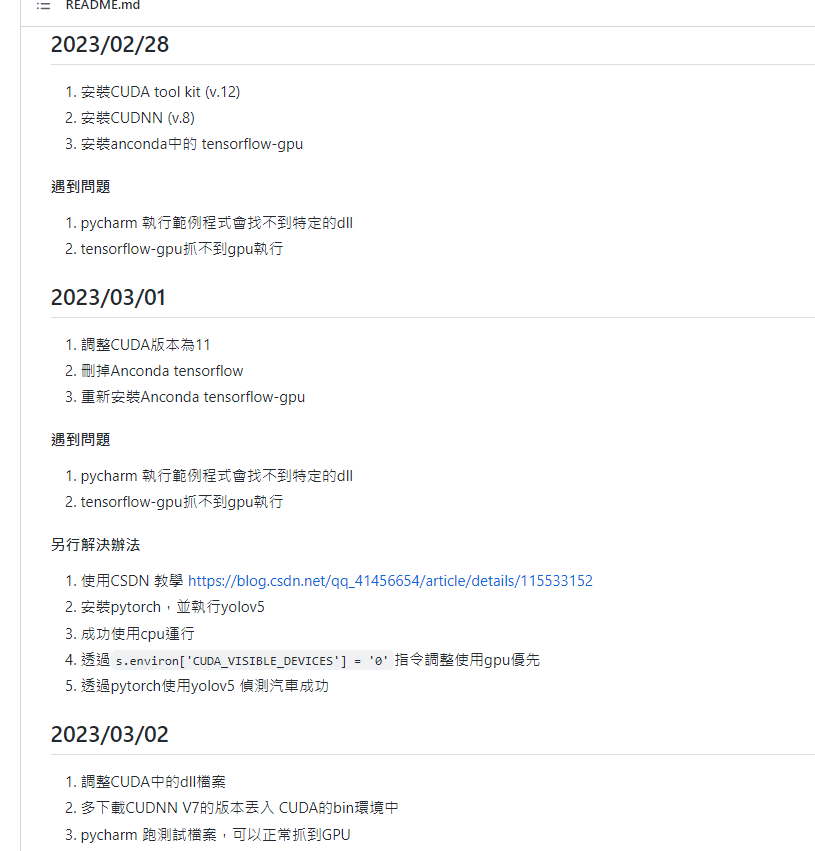 README.md
2023/02/28
1. 安裝CUDA tool kit (v.12)
2. 安裝CUDNN (v.8)
3. 安裝anconda中的 tensorflow-gpu
遇到問題
1. pycharm 執行範例程式會找不到特定的dll
2. tensorflow-gpu抓不到gpu執行
2023/03/01
1. 調整CUDA版本為11
2. 刪掉Anconda tensorflow
3. 重新安裝Anconda tensorflow-gpu
遇到問題
1. pycharm 執行範例程式會找不到特定的dll
2. tensorflow-gpu抓不到gpu執行
另行解決辦法
1. 使用CSDN 教學 https://blog.csdn.net/qq_41456654/article/details/115533152
2. 安裝pytorch，並執行yolov5
3. 成功使用cpu運行
4. 透過 s.environ['CUDA_VISIBLE_DEVICES'] = '0' 指令調整使用gpu優先
5. 透過pytorch使用yolov5 偵測汽車成功
2023/03/02
1. 調整CUDA中的dll檔案
2. 多下載CUDNN V7的版本丟入 CUDA的bin環境中
3. pycharm 跑測試檔案，可以正常抓到GPU